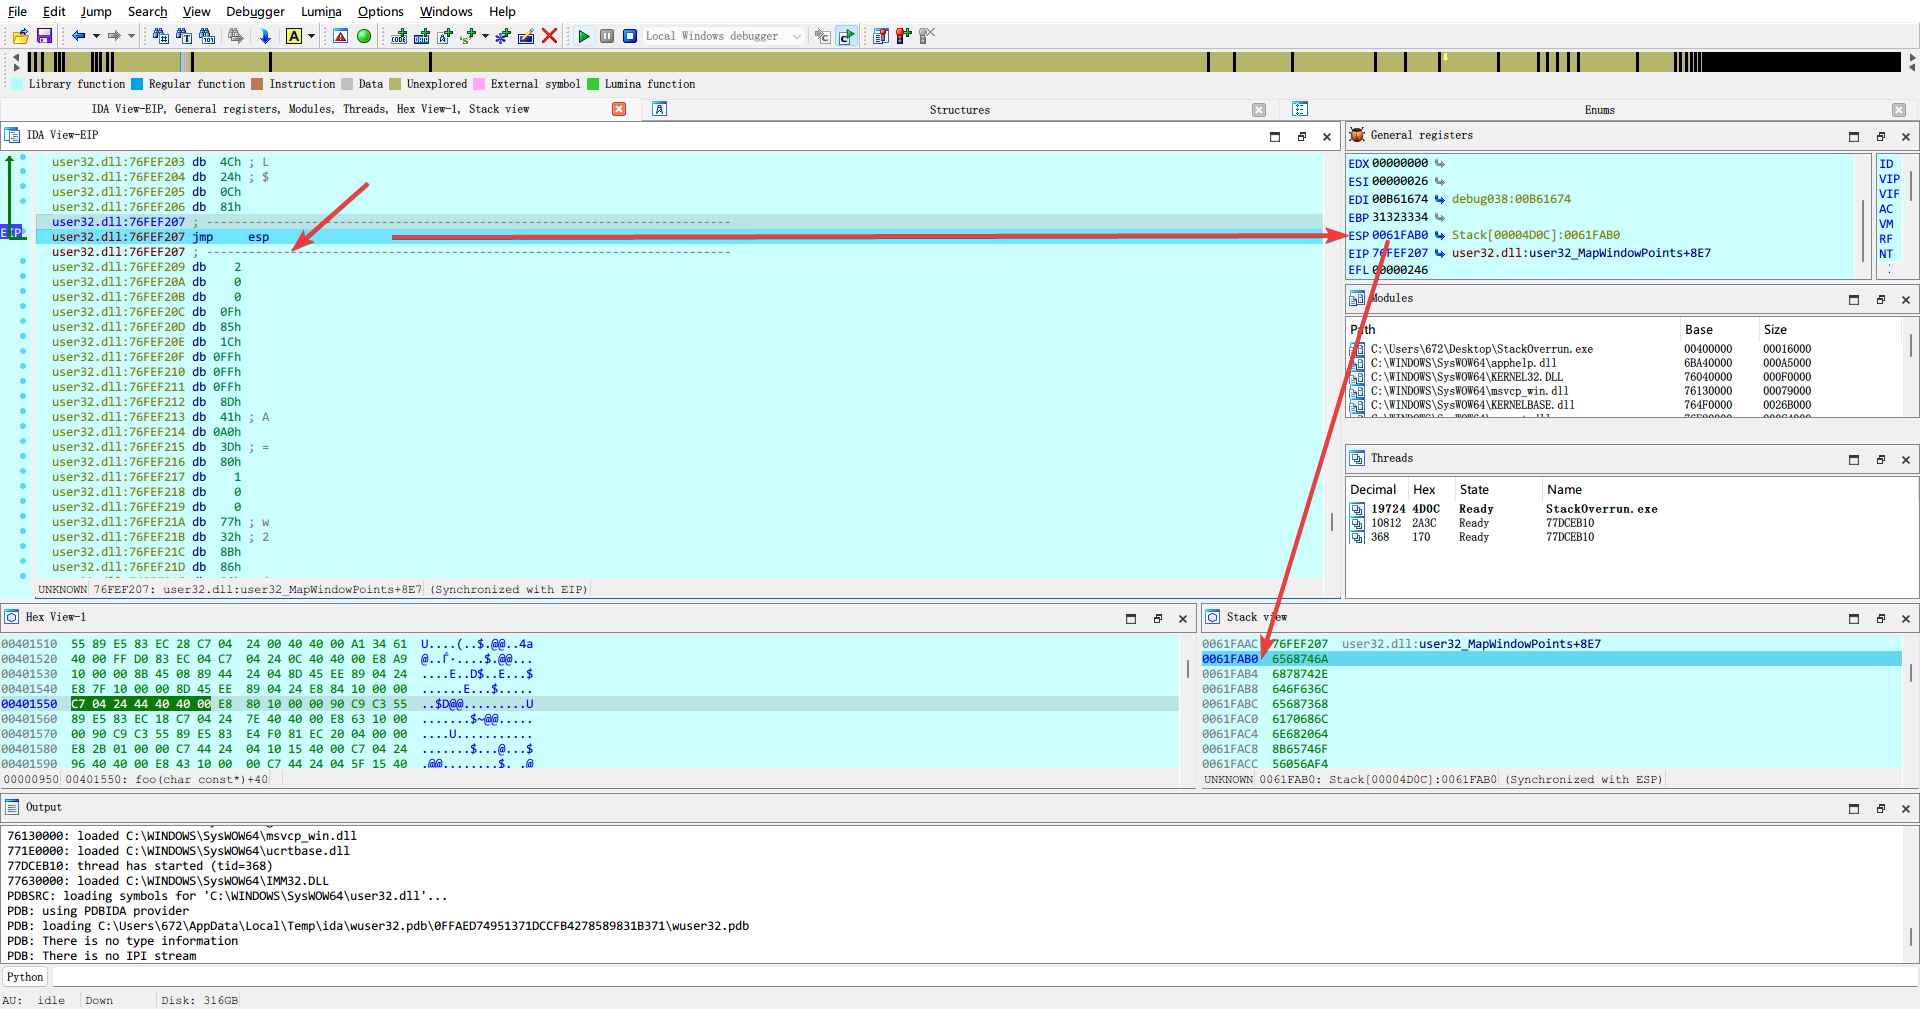 File Edit Jump Search View Debugger Lumina Options Windows Help
Local Windows debugger
Library function Regular function Instruction Data Unexplored External symbol Lumina function
IDA View-EIP, General registers, Modules, Threads, Hex View-1, Stack view Structures Enums
IDA View-EIP
user32.dll:76FEF203 db 4Ch ; L
user32.dll:76FEF204 db 24h ; $
user32.dll:76FEF205 db 0Ch
user32.dll:76FEF206 db 81h
user32.dll:76FEF207 ; ---------------------------------------------------------------------------
EIP user32.dll:76FEF207 jmp esp
user32.dll:76FEF207 ; ---------------------------------------------------------------------------
user32.dll:76FEF209 db 2
user32.dll:76FEF20A db 0
user32.dll:76FEF20B db 0
user32.dll:76FEF20C db 0Fh
user32.dll:76FEF20D db 85h
user32.dll:76FEF20E db 1Ch
user32.dll:76FEF20F db 0FFh
user32.dll:76FEF210 db 0FFh
user32.dll:76FEF211 db 0FFh
user32.dll:76FEF212 db 8Dh
user32.dll:76FEF213 db 41h ; A
user32.dll:76FEF214 db 0A0h
user32.dll:76FEF215 db 3Dh ; =
user32.dll:76FEF216 db 80h
user32.dll:76FEF217 db 1
user32.dll:76FEF218 db 0
user32.dll:76FEF219 db 0
user32.dll:76FEF21A db 77h ; w
user32.dll:76FEF21B db 32h ; 2
user32.dll:76FEF21C db 8Bh
user32.dll:76FEF21D db 86h
UNKNOWN 76FEF207: user32.dll:user32_MapWindowPoints+8E7 (Synchronized with EIP)
General registers
EDX 00000000
ESI 00000026
EDI 00B61674 debug038:00B61674
EBP 31323334
ESP 0061FAB0 Stack[00004D0C]:0061FAB0
EIP 76FEF207 user32.dll:user32_MapWindowPoints+8E7
EFL 00000246
ID
VIP
VIF
AC
VM
RF
NT
Modules
Path Base Size
C:\Users\672\Desktop\StackOverrun.exe 00400000 00016000
C:\WINDOWS\SysWOW64\apphelp.dll 6BA40000 000A5000
C:\WINDOWS\SysWOW64\KERNEL32.DLL 76040000 000F0000
C:\WINDOWS\SysWOW64\msvcp_win.dll 76130000 00079000
C:\WINDOWS\SysWOW64\KERNELBASE.dll 764F0000 0026B000
Threads
Decimal Hex State Name
19724 4D0C Ready StackOverrun.exe
10812 2A3C Ready 77DCEB10
368 170 Ready 77DCEB10
Hex View-1
00401510 55 89 E5 83 EC 28 C7 04 24 00 40 40 00 A1 34 61 U....(..$.@@..4a
00401520 40 00 FF D0 83 EC 04 C7 04 24 0C 40 40 00 E8 A9
00401530 10 00 00 8B 45 08 89 44 24 04 8D 45 EE 89 04 24 ....E..D$..E...$
00401540 E8 7F 10 00 00 8D 45 EE 89 04 24 E8 84 10 00 00 ......E...$.....
00401550 C7 04 24 44 40 40 00 E8 80 10 00 00 90 C9 C3 55 ..$D@@.........U
00401560 89 E5 83 EC 18 C7 04 24 7E 40 40 00 E8 63 10 00 .......$~@@.....
00401570 00 90 C9 C3 55 89 E5 83 E4 F0 81 EC 20 04 00 00 ....U...........
00401580 E8 2B 01 00 00 C7 44 24 04 10 15 40 00 C7 04 24 .......$...@...$
00401590 96 40 40 00 E8 43 10 00 00 C7 44 24 04 5F 15 40 .@@........$._.@
00000950 00401550: foo(char const*)+40
Stack view
0061FAAC 76FEF207 user32.dll:user32_MapWindowPoints+8E7
0061FAB0 6568746A
0061FAB4 6878742E
0061FAB8 646F636C
0061FABC 65687368
0061FAC0 6170686C
0061FAC4 6E682064
0061FAC8 8B65746F
0061FACC 56056AF4
UNKNOWN 0061FAB0: Stack[00004D0C]:0061FAB0 (Synchronized with ESP)
Output
76130000: loaded C:\WINDOWS\SysWOW64\msvcp_win.dll
771E0000: loaded C:\WINDOWS\SysWOW64\ucrtbase.dll
77DCEB10: thread has started (tid=368)
77630000: loaded C:\WINDOWS\SysWOW64\IMM32.DLL
PDBSRC: loading symbols for 'C:\WINDOWS\SysWOW64\user32.dll'...
PDB: using PDBIDA provider
PDB: loading C:\Users\672\AppData\Local\Temp\ida\wuser32.pdb\0FFAED74951371DCCFB4278589831B371\wuser32.pdb
PDB: There is no type information
PDB: There is no IPI stream
Python
AU: idle Down Disk: 316GB